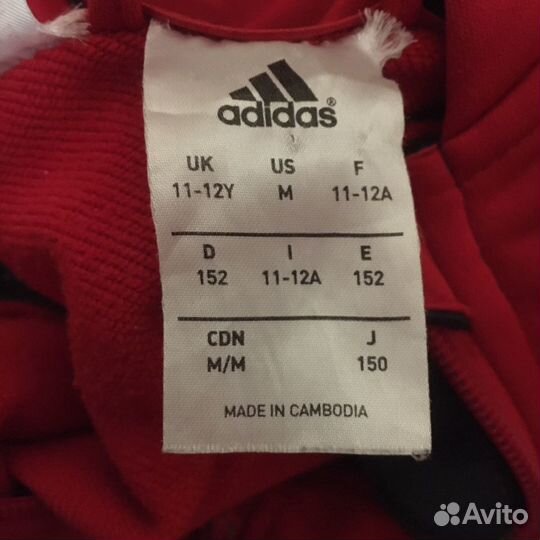 adidas®
UK US F
11-12Y M 11-12A
D I E
152 11-12A 152
CDN J
M/M 150
MADE IN CAMBODIA
Avito